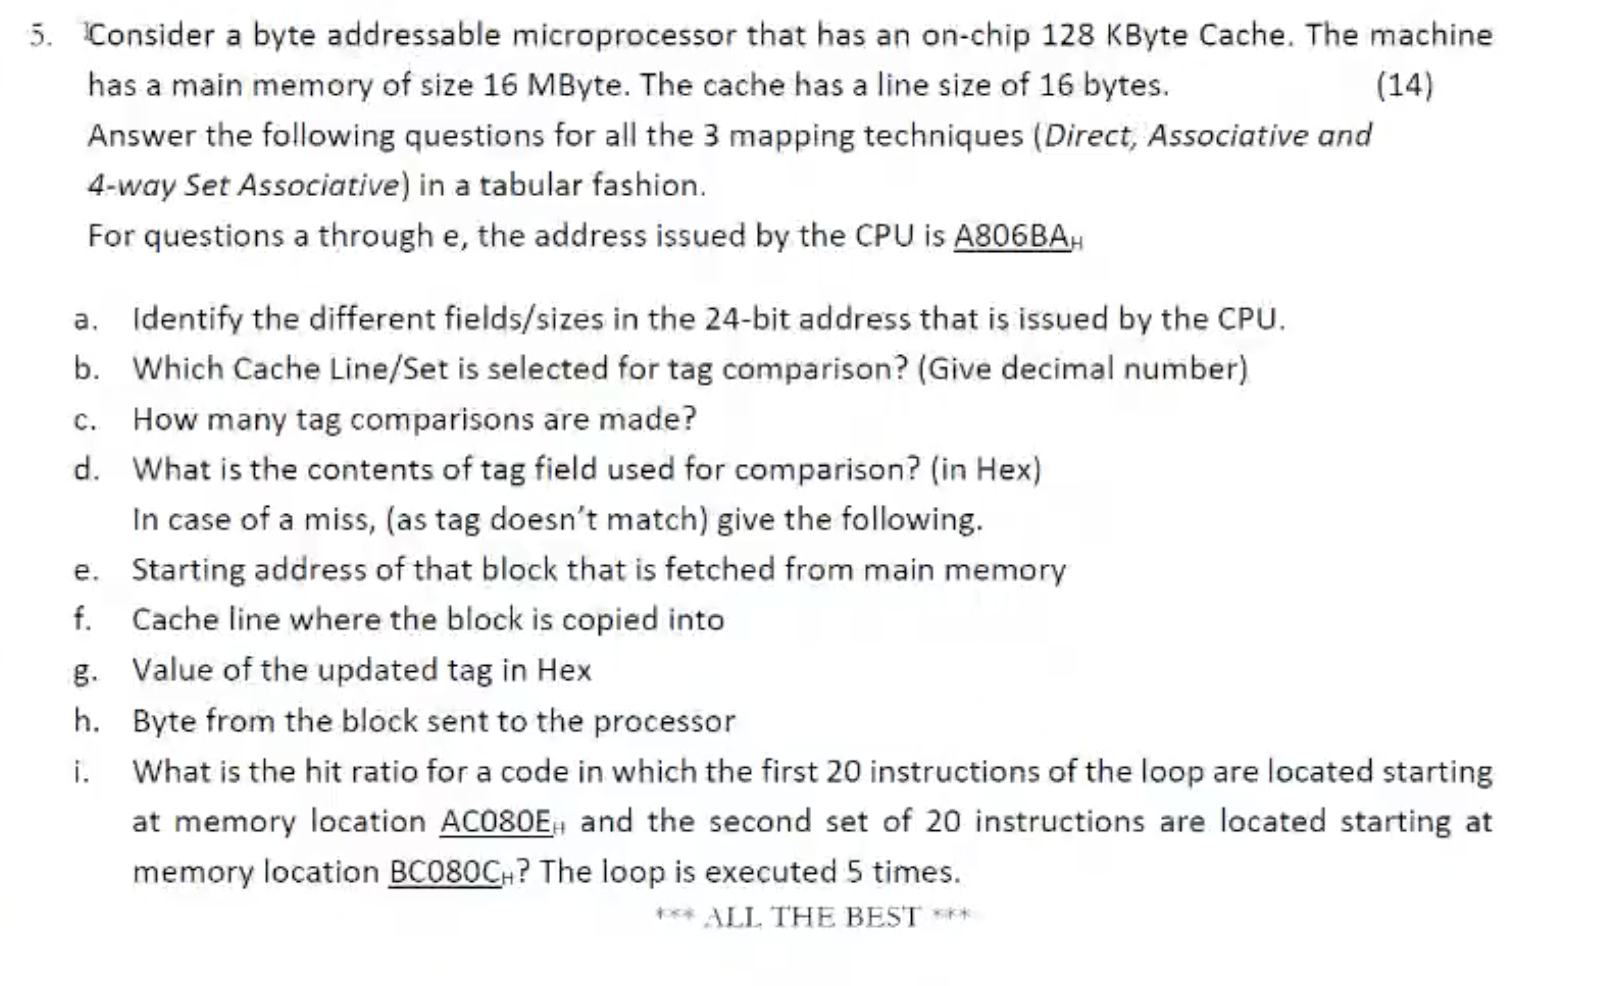 5. Consider a byte addressable microprocessor that has an on-chip 128 KByte Cache. The machine
has a main memory of size 16 MByte. The cache has a line size of 16 bytes. (14)
Answer the following questions for all the 3 mapping techniques (Direct, Associative and
4-way Set Associative) in a tabular fashion.
For questions a through e, the address issued by the CPU is A806BAH
a. Identify the different fields/sizes in the 24-bit address that is issued by the CPU.
b. Which Cache Line/Set is selected for tag comparison? (Give decimal number)
c. How many tag comparisons are made?
d. What is the contents of tag field used for comparison? (in Hex)
In case of a miss, (as tag doesn't match) give the following.
e. Starting address of that block that is fetched from main memory
f. Cache line where the block is copied into
g. Value of the updated tag in Hex
h. Byte from the block sent to the processor
i. What is the hit ratio for a code in which the first 20 instructions of the loop are located starting
at memory location AC080EH and the second set of 20 instructions are located starting at
memory location BC080CH? The loop is executed 5 times.
*** ALL THE BEST ***